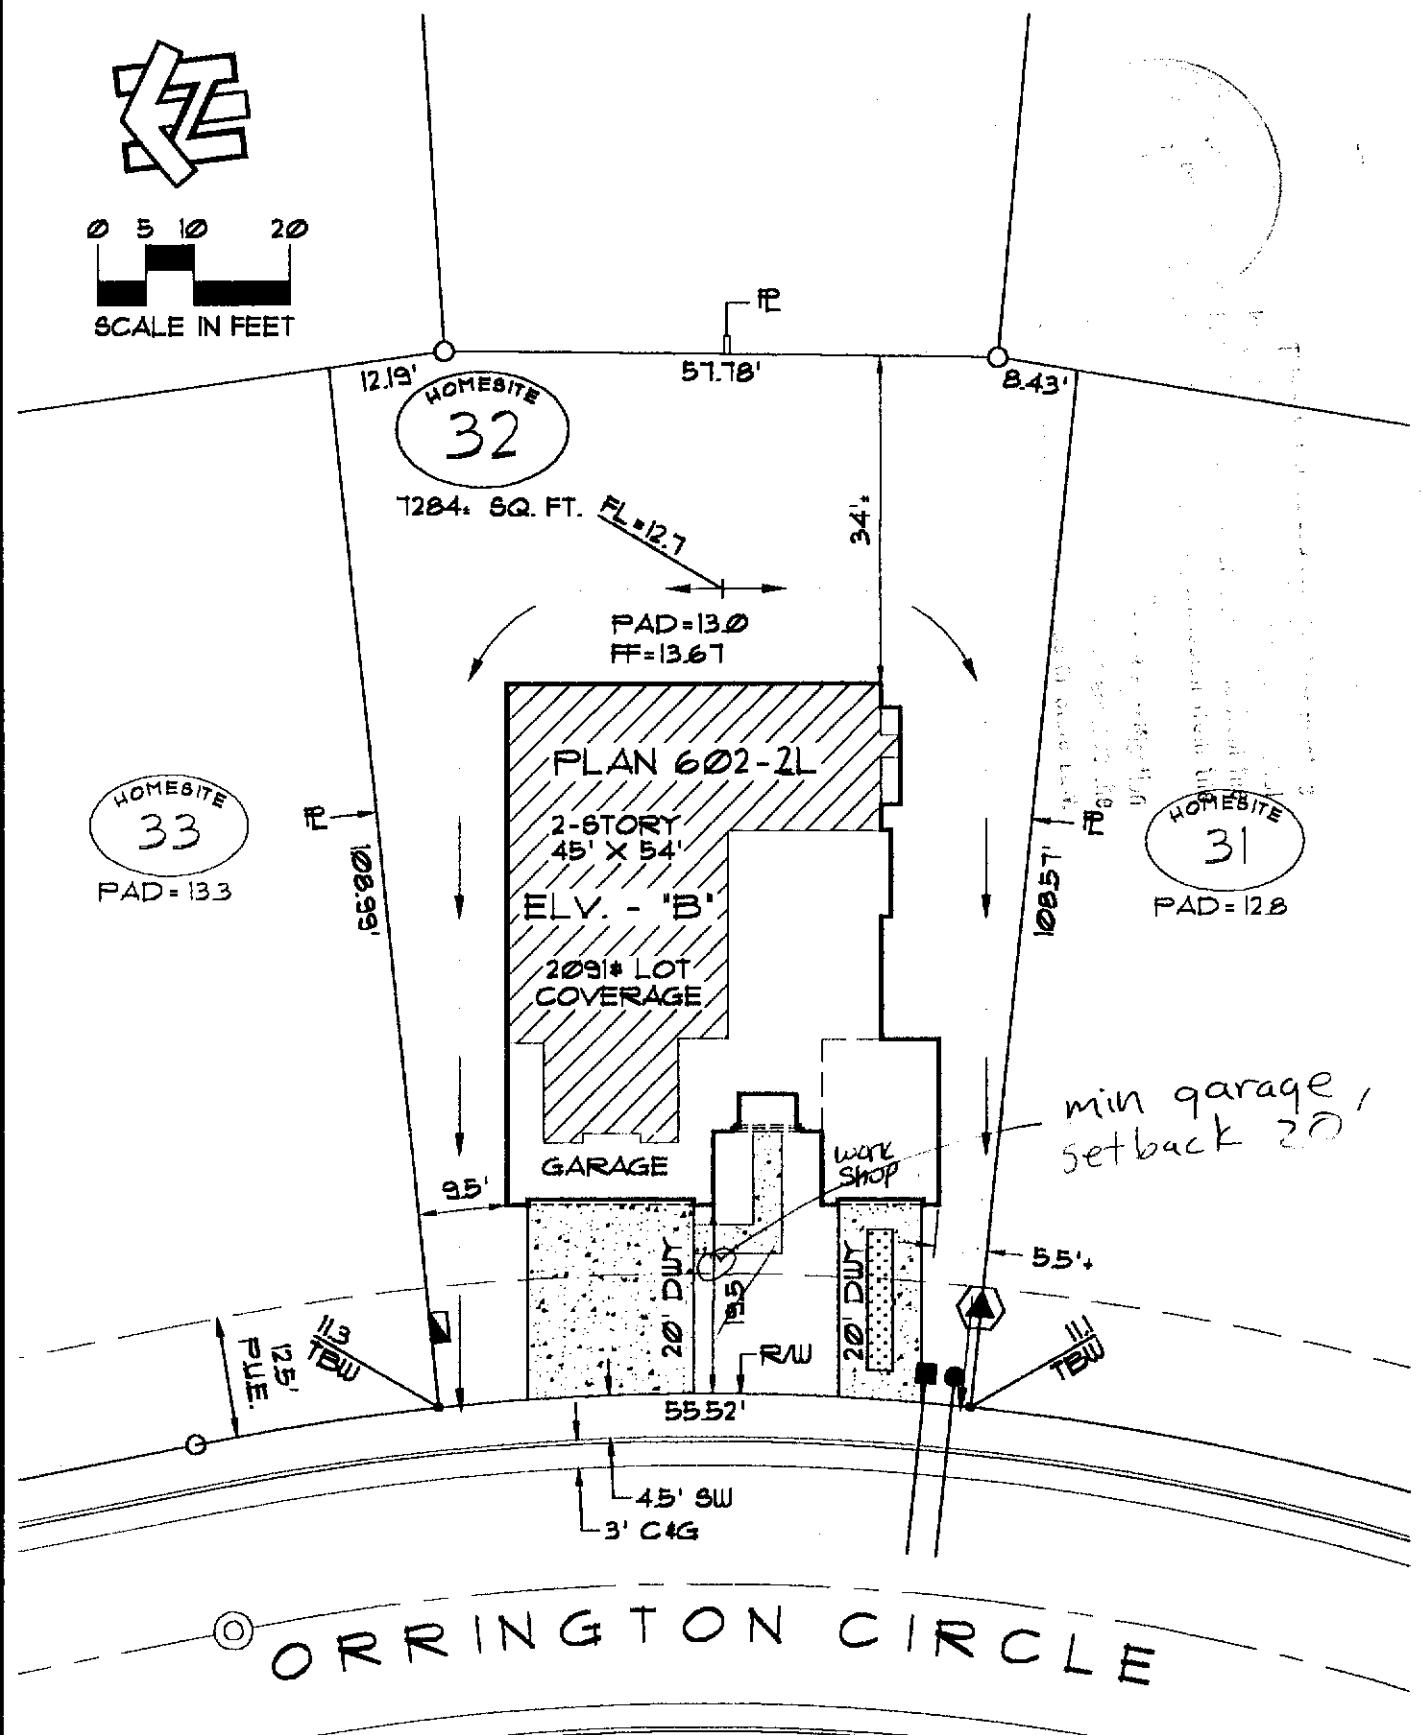 0 5 10 20
SCALE IN FEET
PL
12.19'
57.78'
8.43'
HOMESITE
32
7284± SQ. FT.
FL=12.7
34'±
PAD=13.0
FF=13.67
PLAN 602-2L
2-STORY
45' X 54'
ELV. - "B"
2091# LOT
COVERAGE
HOMESITE
33
PAD=13.3
PL
108.99'
PL
108.57'
HOMESITE
31
PAD=12.8
min garage
setback 20'
work
shop
GARAGE
9.5'
5.5'±
20' DWY
19.5
20' DWY
R/W
11.3
TBW
12.5'
P.U.E.
11.1
TBW
55.52'
4.5' SW
3' C&G
ORRINGTON CIRCLE